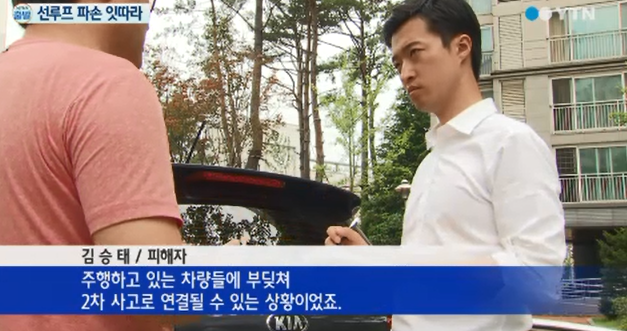 선루프 파손 잇따라
YTN
김 승 태 / 피해자
주행하고 있는 차량들에 부딪쳐
2차 사고로 연결될 수 있는 상황이었죠.
KIA